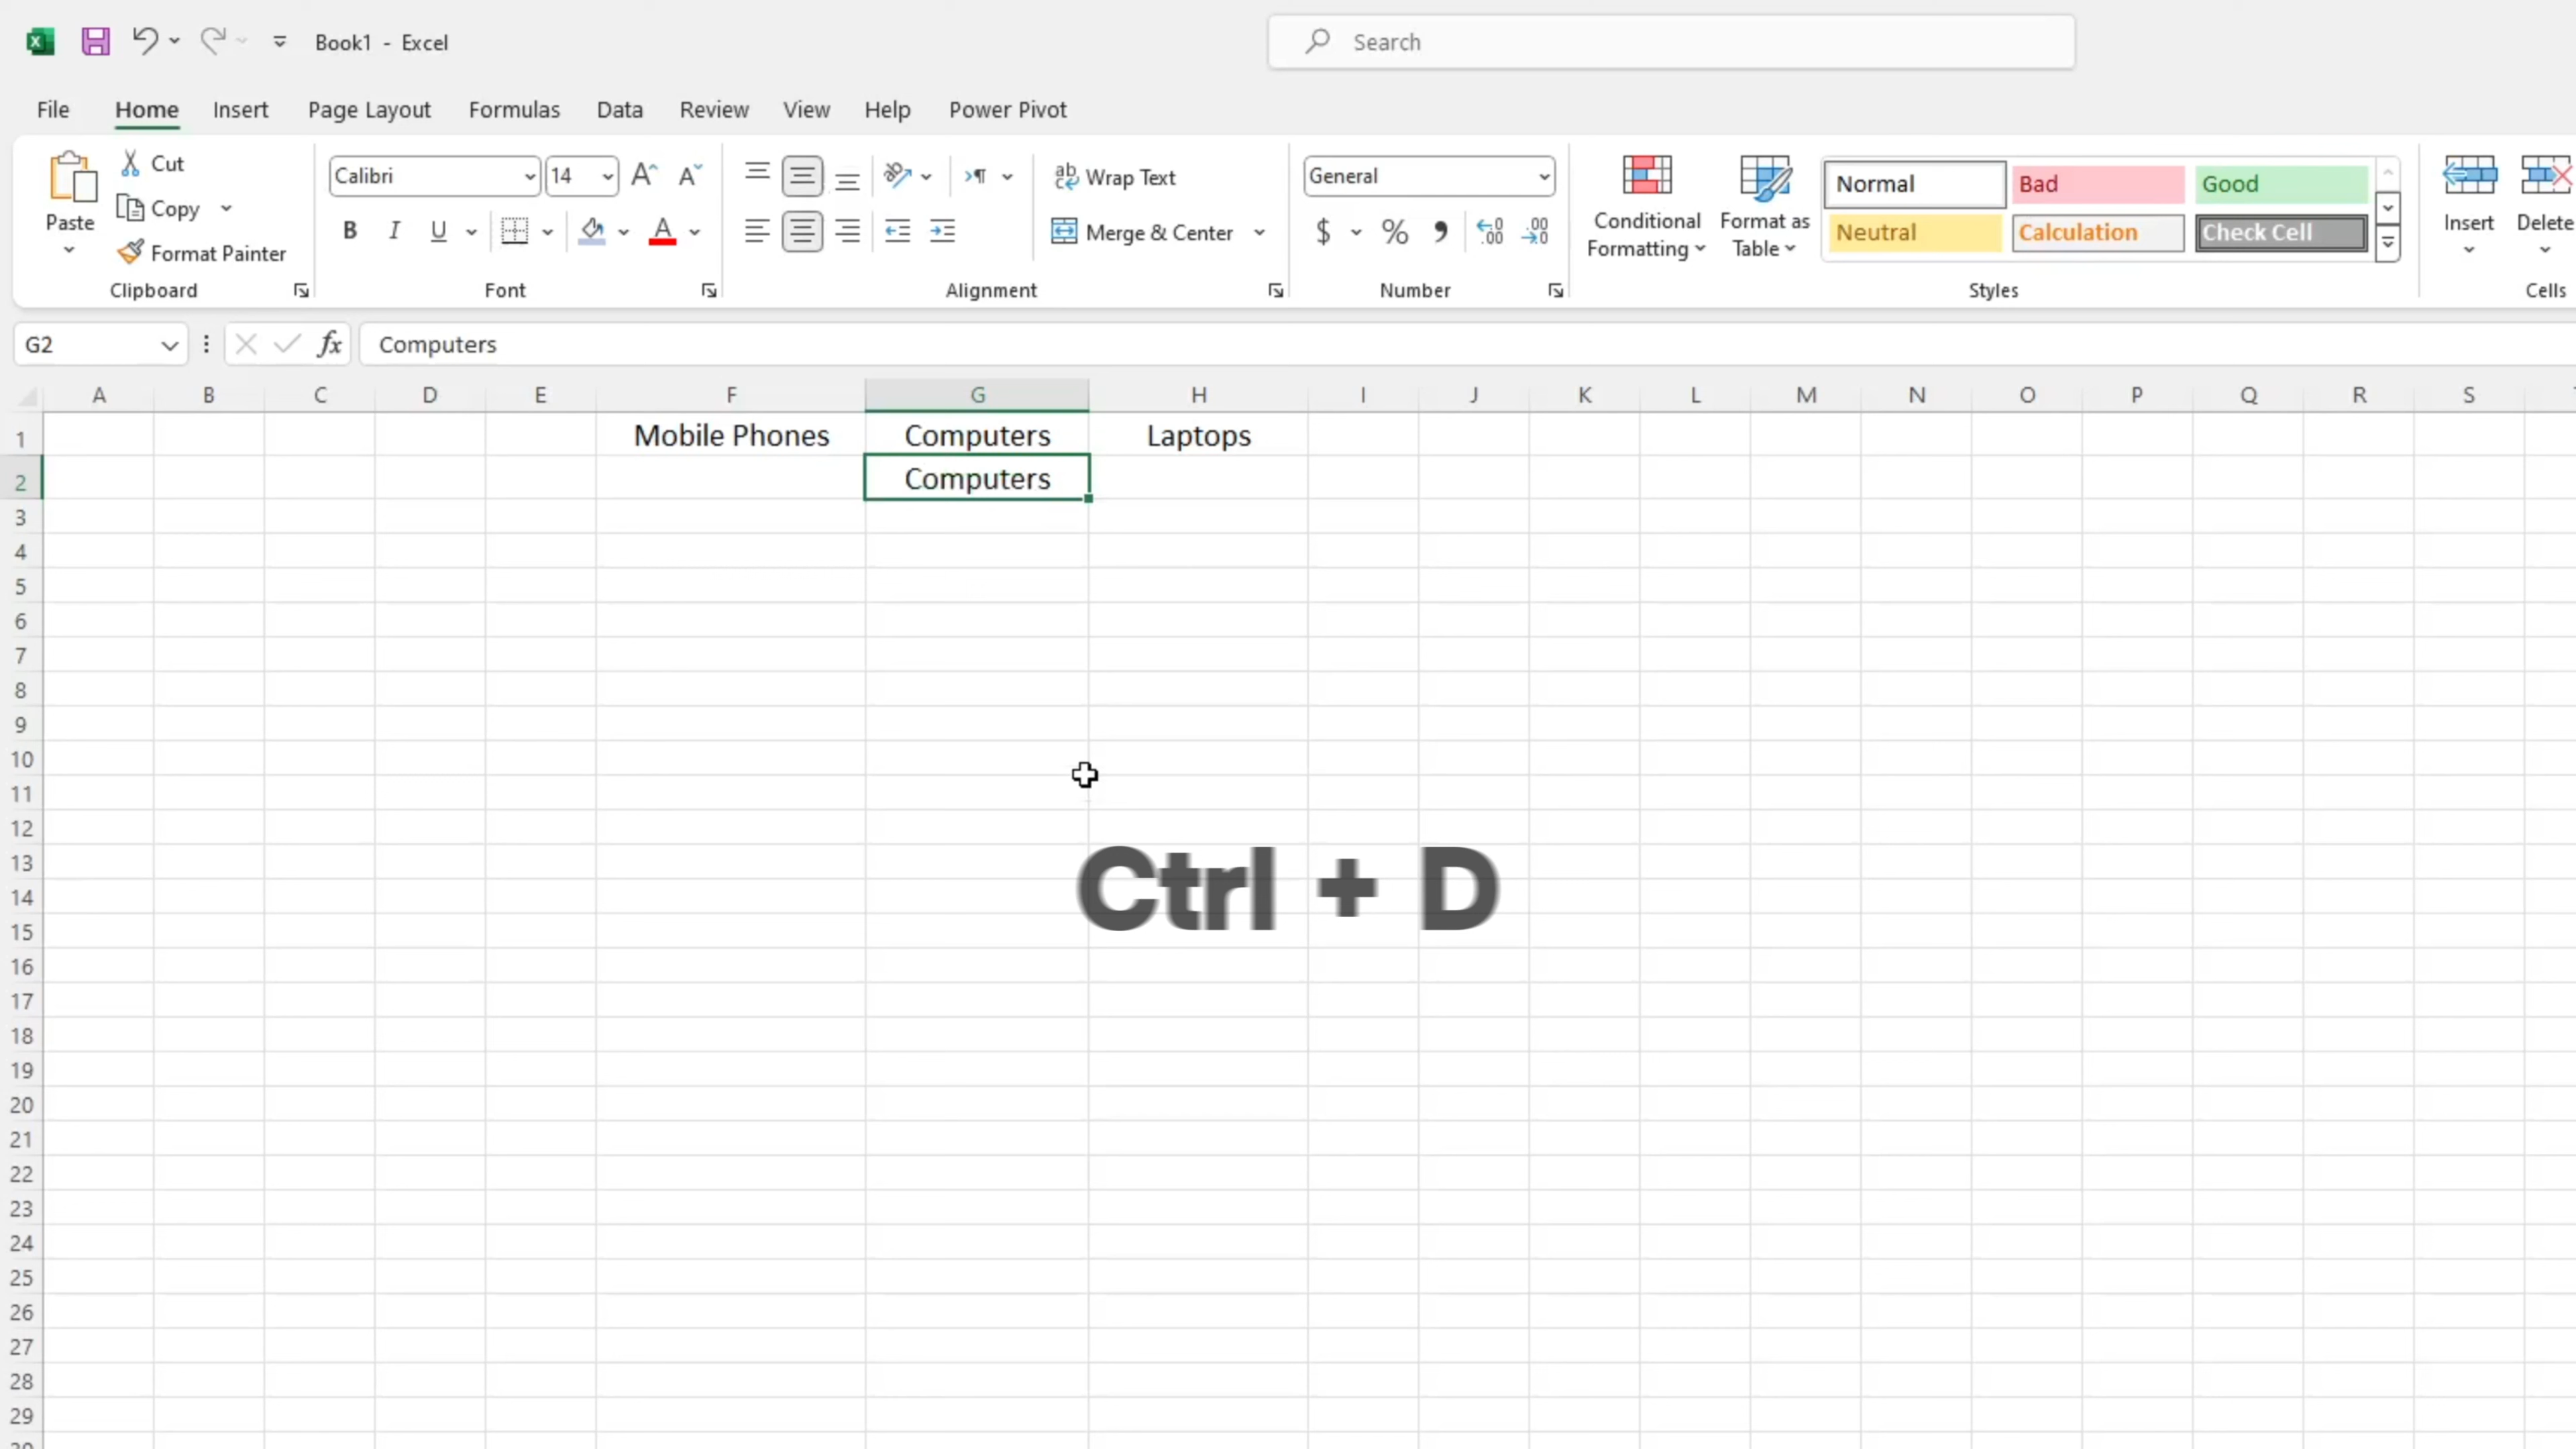 Book1 - Excel
Search
File Home Insert Page Layout Formulas Data Review View Help Power Pivot
Paste
Cut
Copy
Format Painter
Clipboard
Calibri 14
B I U A
Font
Wrap Text
Merge & Center
Alignment
General
$ % ,
Number
Conditional Formatting
Format as Table
Normal Bad Good
Neutral Calculation Check Cell
Styles
Insert Delete
Cells
G2 fx Computers
A B C D E F G H I J K L M N O P Q R S
1 Mobile Phones Computers Laptops
2 Computers
3
4
5
6
7
8
9
10
11
12
13
Ctrl + D
14
15
16
17
18
19
20
21
22
23
24
25
26
27
28
29